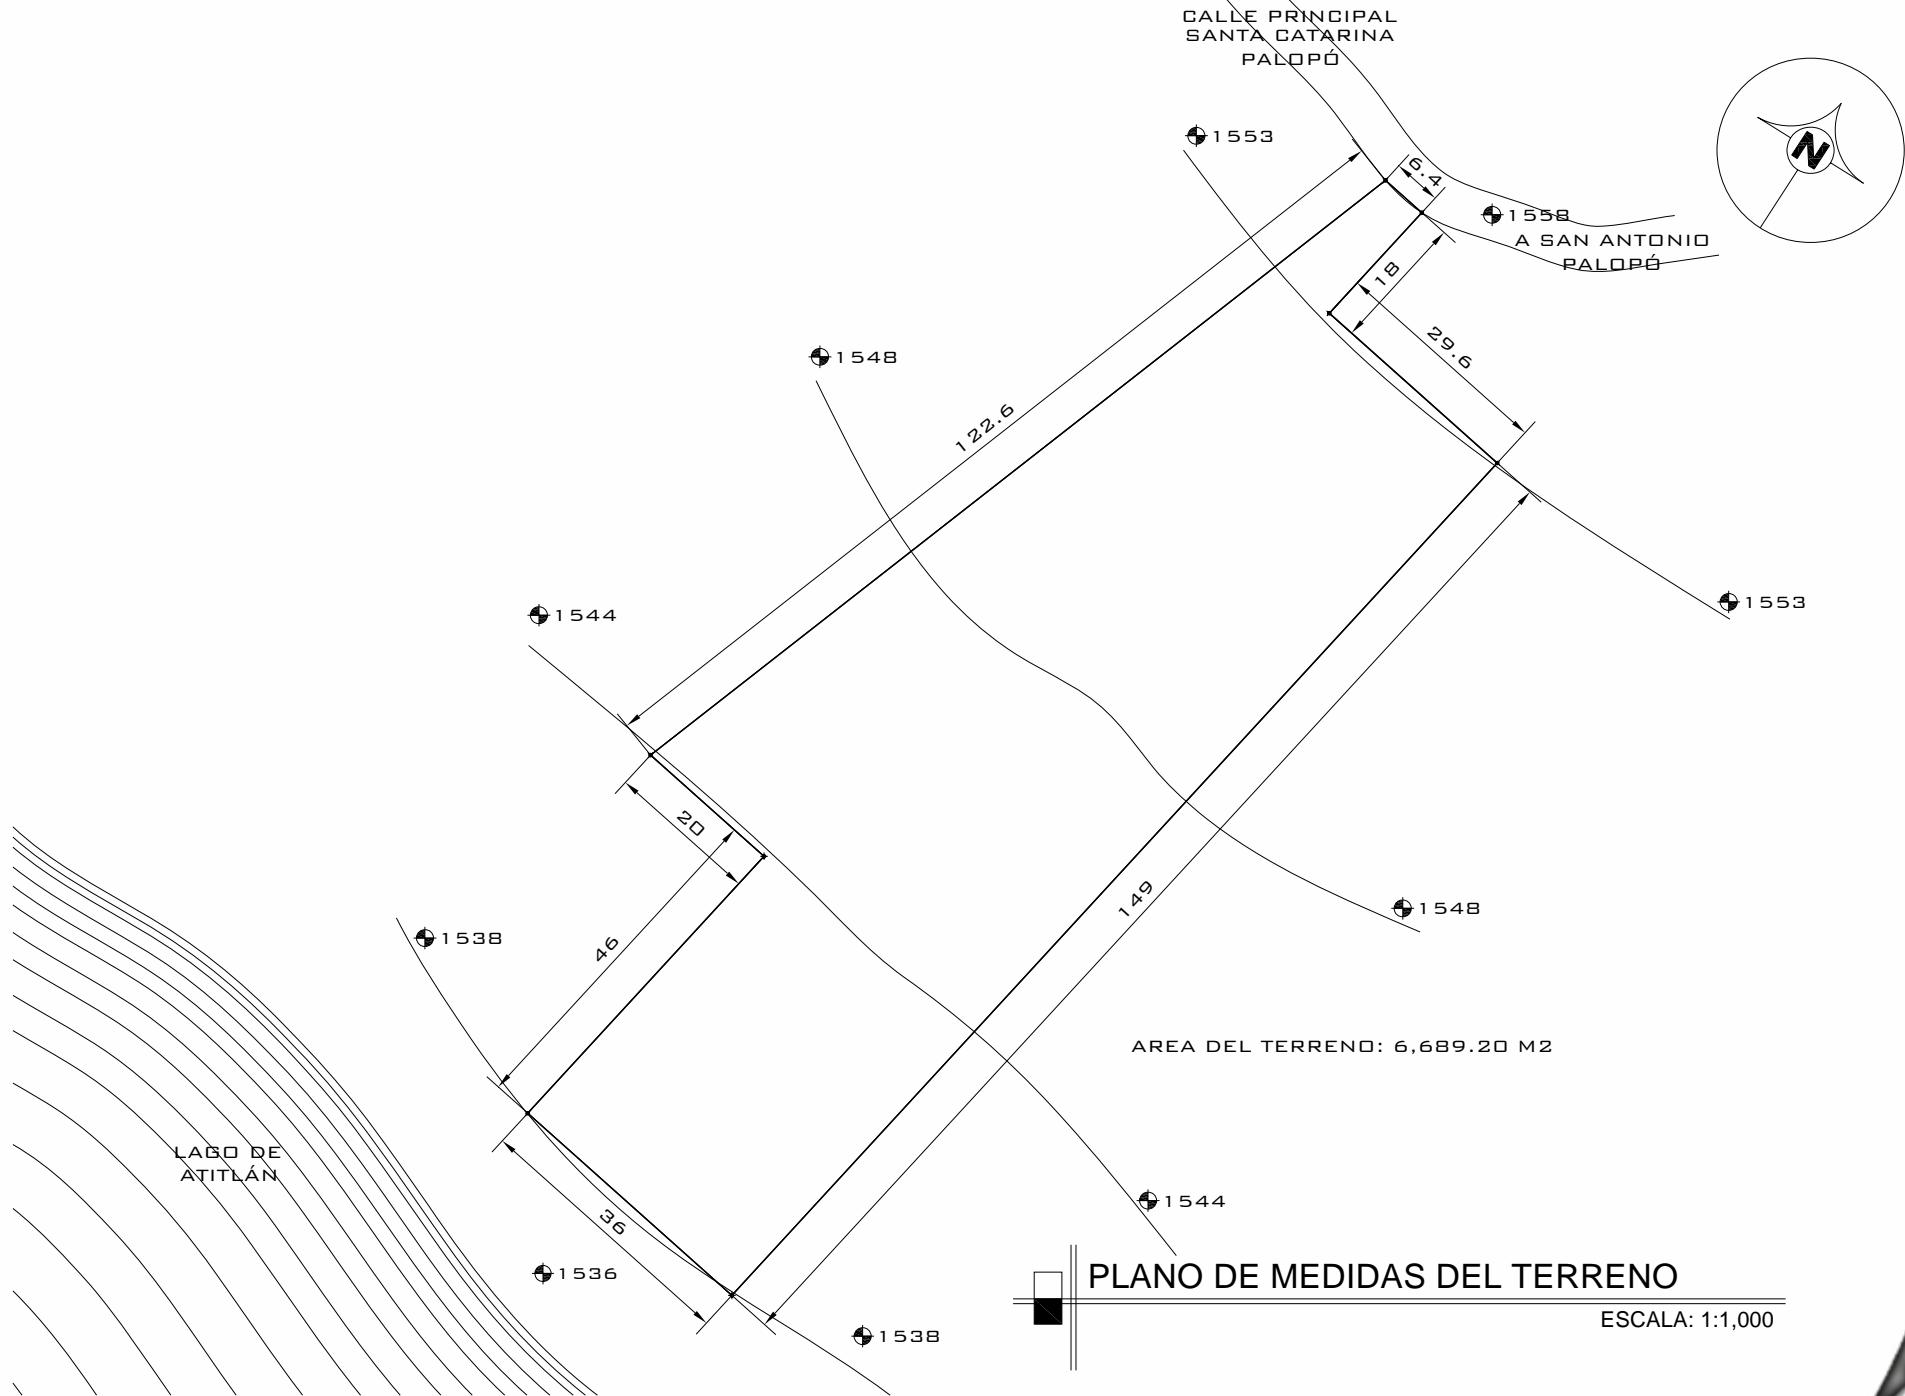 CALLE PRINCIPAL
SANTA CATARINA
PALOPÓ
N
1553
6.4
1558
A SAN ANTONIO
PALOPÓ
18
29.6
1548
122.6
1553
1544
20
149
1548
46
1538
AREA DEL TERRENO: 6,689.20 M2
LAGO DE
ATITLÁN
1544
36
1536
PLANO DE MEDIDAS DEL TERRENO
ESCALA: 1:1,000
1538